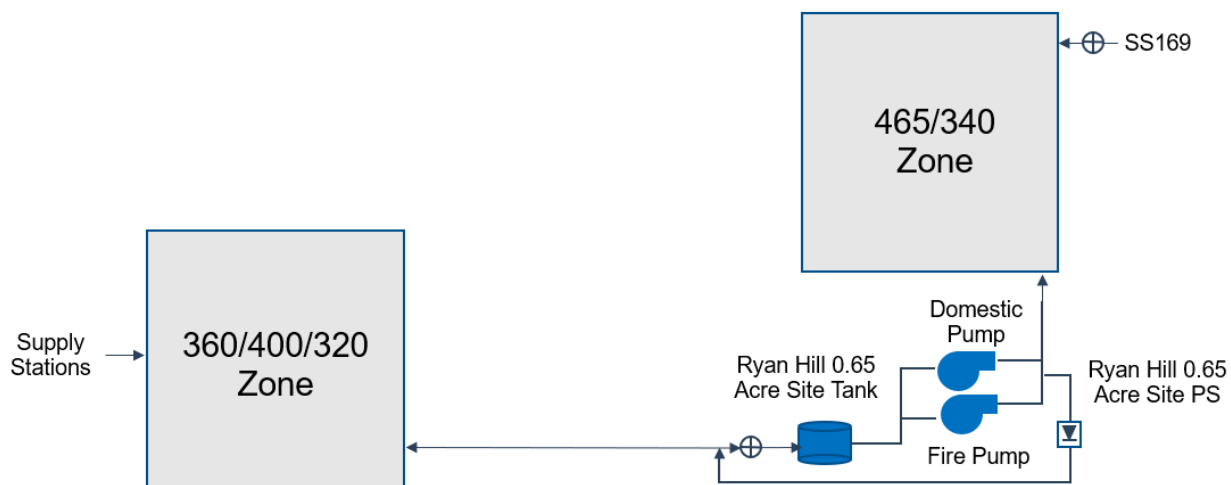 SS169
465/340
Zone
Supply
Stations
360/400/320
Zone
Ryan Hill 0.65
Acre Site Tank
Domestic
Pump
Fire Pump
Ryan Hill 0.65
Acre Site PS